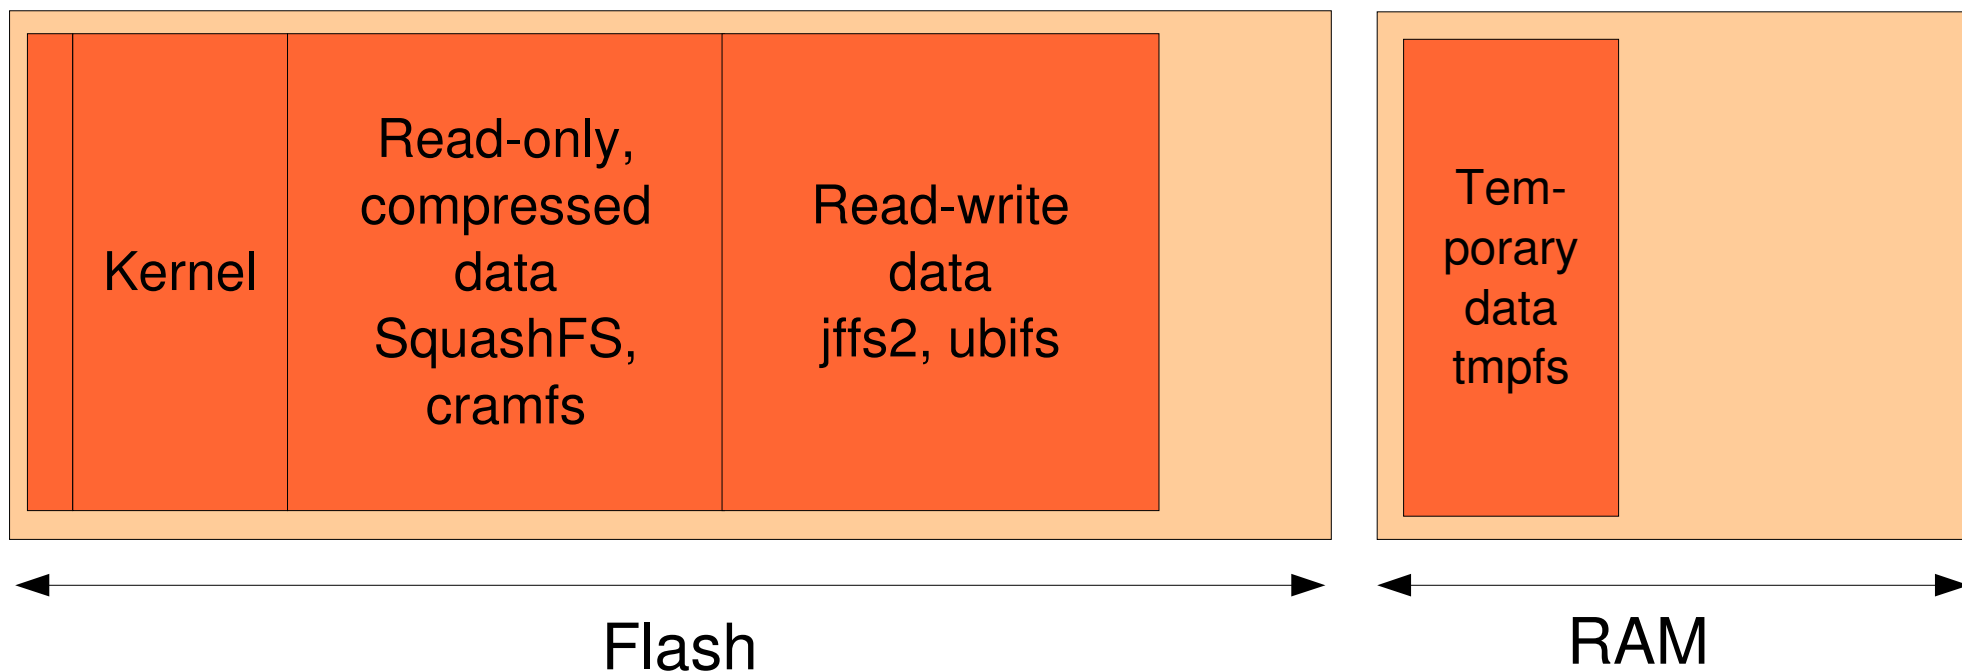 Kernel
Read-only,
compressed
data
SquashFS,
cramfs
Read-write
data
jffs2, ubifs
Tem-
porary
data
tmpfs
Flash
RAM